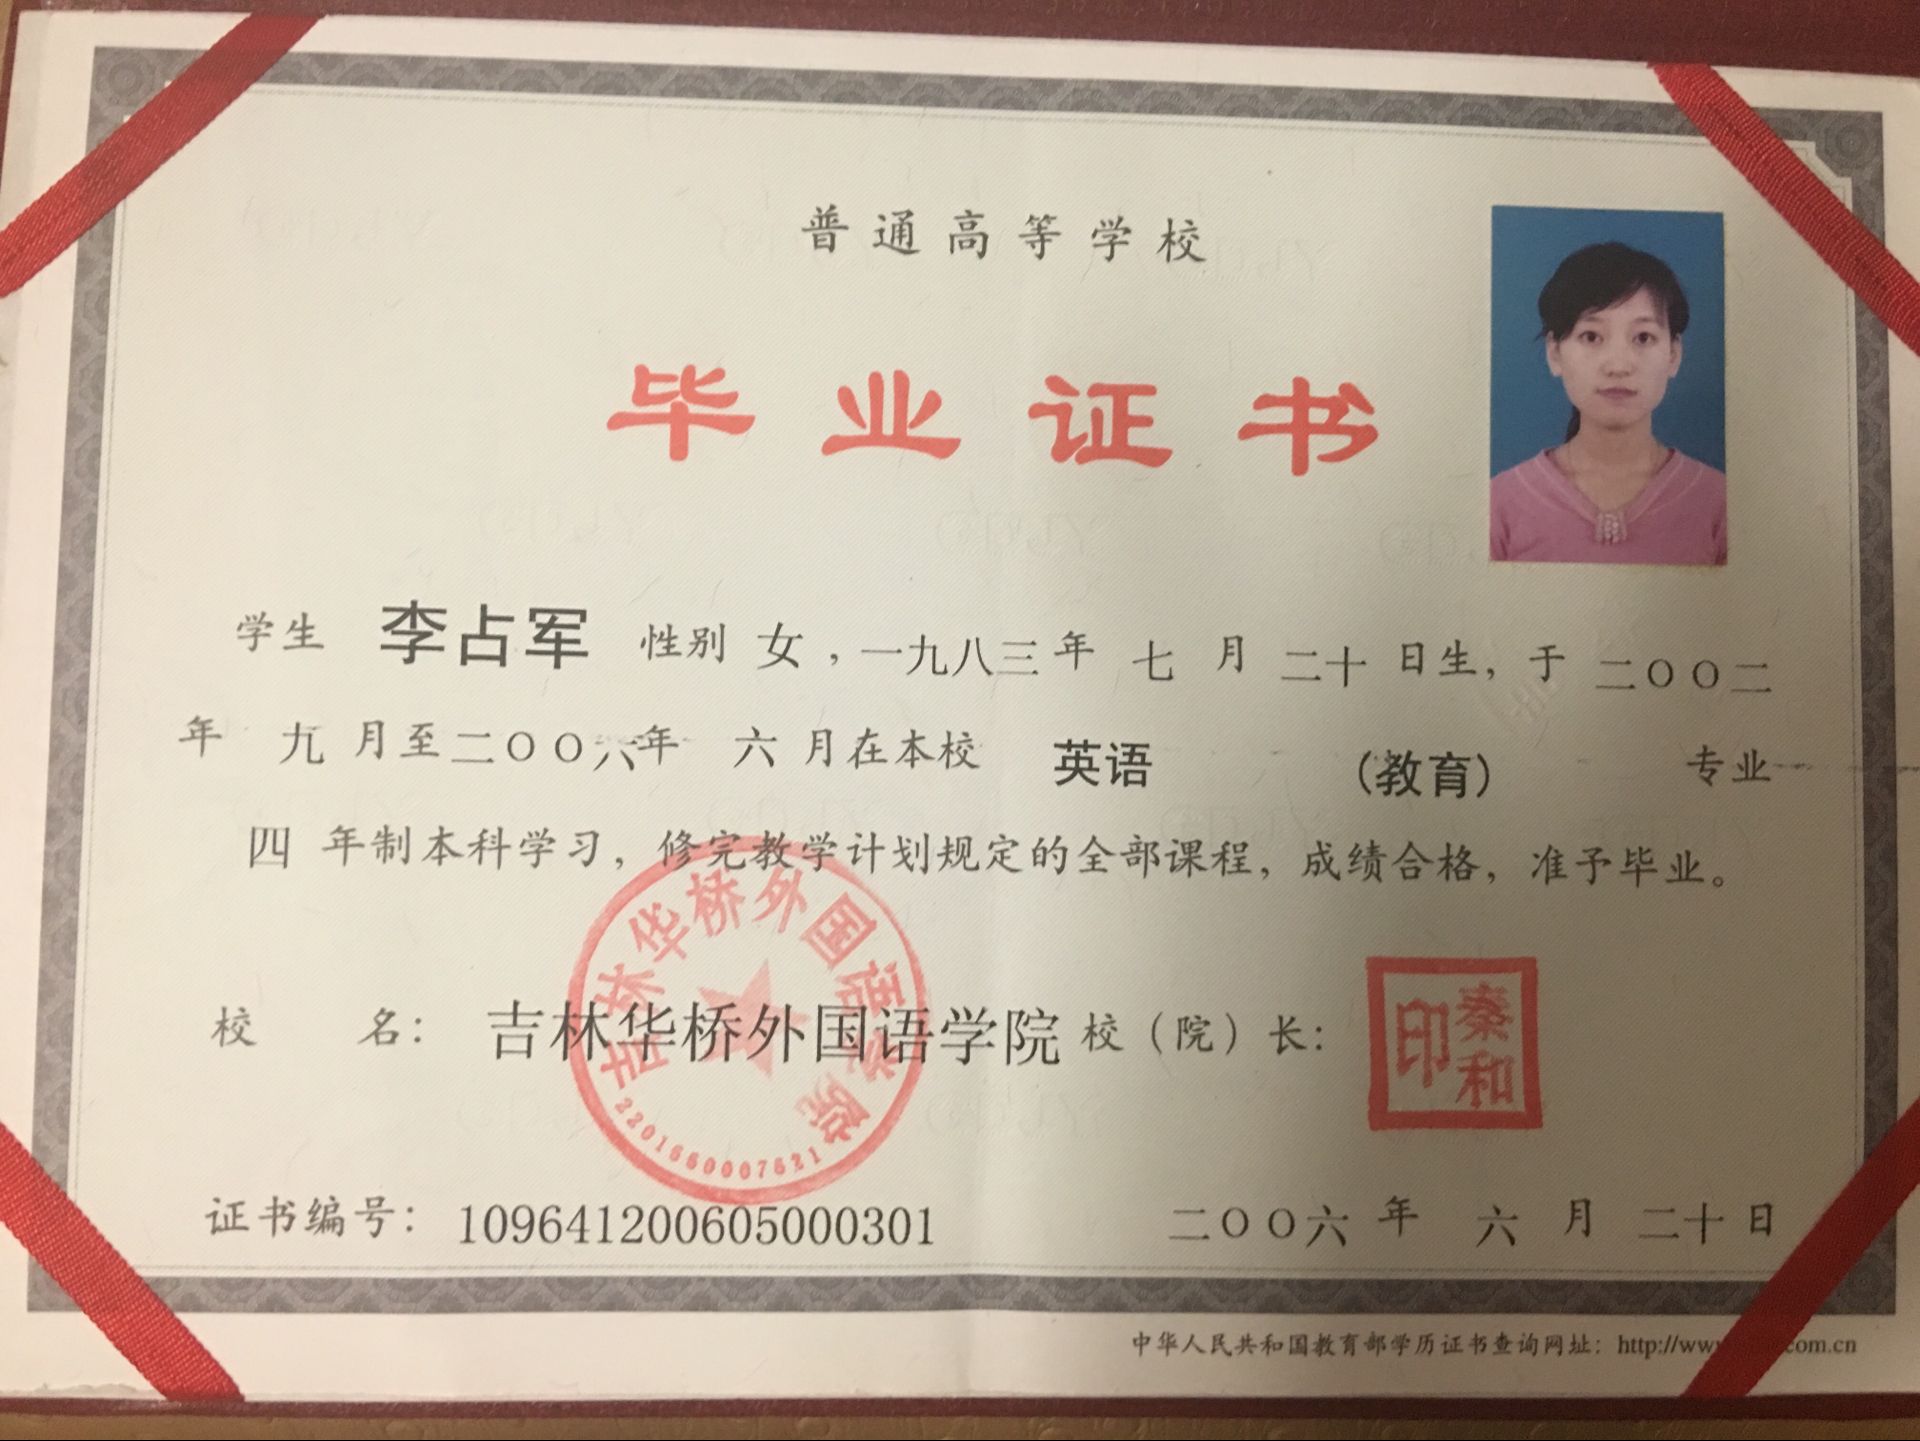 普通高等学校
毕业证书
学生 李占军 性别 女，一九八三年 七 月 二十 日生，于 二〇〇二
年 九 月至二〇〇六年 六 月在本校 英语 （教育） 专业
四 年制本科学习，修完教学计划规定的全部课程，成绩合格，准予毕业。
吉林华桥外国语学院
校 名：吉林华桥外国语学院 校（院）长：
秦和印
证书编号：109641200605000301 二〇〇六 年 六 月 二十 日
中华人民共和国教育部学历证书查询网址：http://www
com.cn